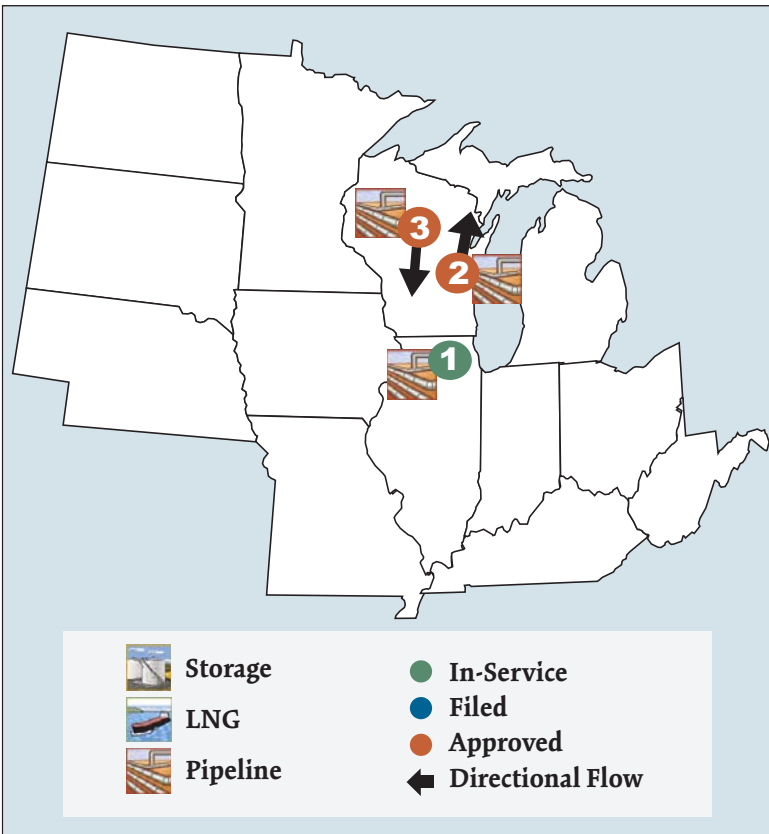 3
2
1
Storage
LNG
Pipeline
In-Service
Filed
Approved
Directional Flow